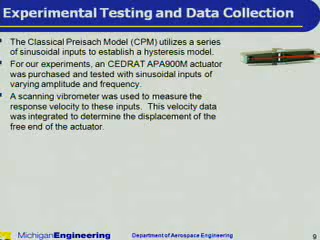 Experimental Testing and Data Collection
The Classical Preisach Model (CPM) utilizes a series
of sinusoidal inputs to establish a hysteresis model.
For our experiments, an CEDRAT APA900M actuator
was purchased and tested with sinusoidal inputs of
varying amplitude and frequency.
A scanning vibrometer was used to measure the
response velocity to these inputs. This velocity data
was integrated to determine the displacement of the
free end of the actuator.
MichiganEngineering
Department of Aerospace Engineering
9